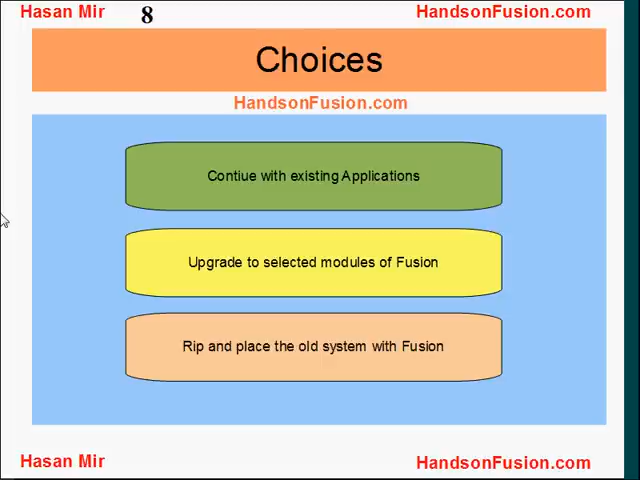 Hasan Mir 8 HandsonFusion.com
Choices
HandsonFusion.com
Contiue with existing Applications
Upgrade to selected modules of Fusion
Rip and place the old system with Fusion
Hasan Mir HandsonFusion.com